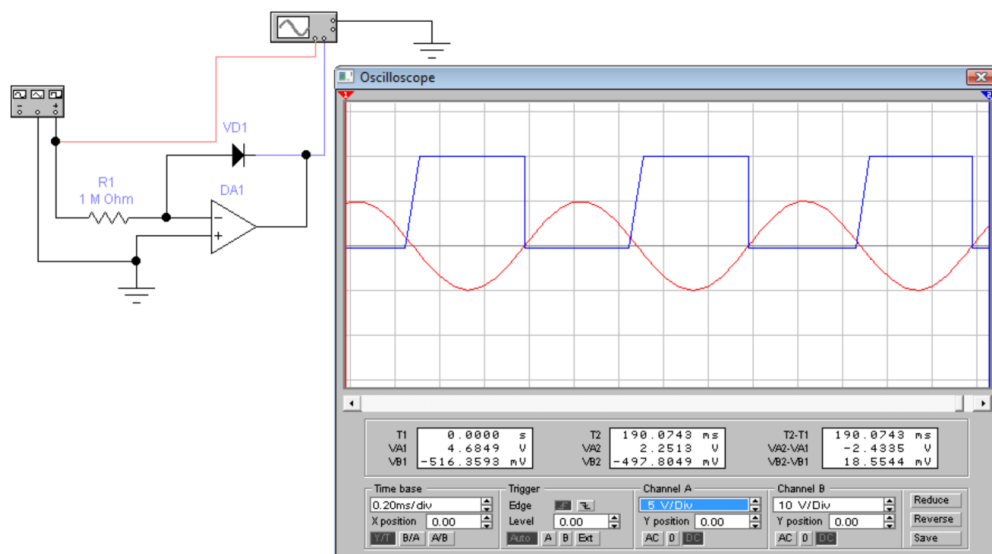 Oscilloscope
1
2
VD1
R1
1 M Ohm
DA1
T1 0.0000 s
VA1 4.6849 V
VB1 -516.3593 mV
T2 190.0743 ms
VA2 2.2513 V
VB2 -497.8049 mV
T2-T1 190.0743 ms
VA2-VA1 -2.4335 V
VB2-VB1 18.5544 mV
Time base
0.20ms/div
X position 0.00
Y/T B/A A/B
Trigger
Edge
Level 0.00
Auto A B Ext
Channel A
5 V/Div
Y position 0.00
AC 0 DC
Channel B
10 V/Div
Y position 0.00
AC 0 DC
Reduce
Reverse
Save